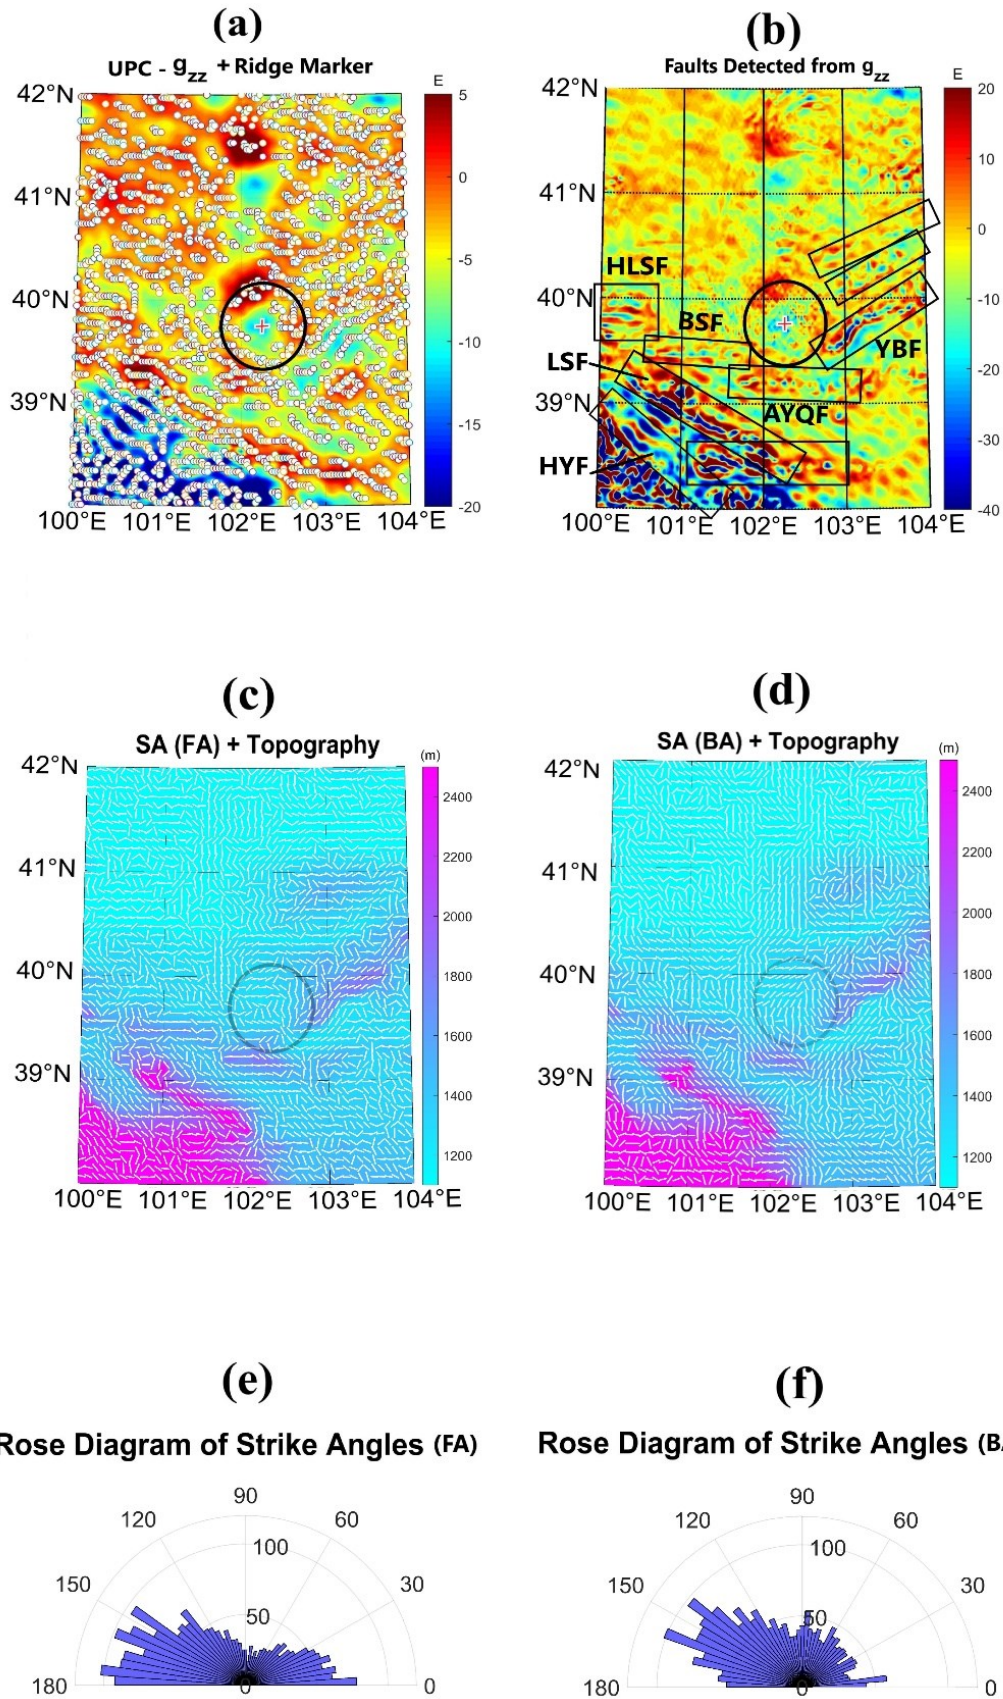 (a)
UPC - gzz + Ridge Marker
E
42°N
41°N
40°N
39°N
100°E 101°E 102°E 103°E 104°E
5
0
-5
-10
-15
-20
(b)
Faults Detected from gzz
E
42°N
41°N
40°N
39°N
100°E 101°E 102°E 103°E 104°E
HLSF
BSF
YBF
LSF
AYQF
HYF
20
10
0
-10
-20
-30
-40
(c)
SA (FA) + Topography
(m)
42°N
41°N
40°N
39°N
100°E 101°E 102°E 103°E 104°E
2400
2200
2000
1800
1600
1400
1200
(d)
SA (BA) + Topography
(m)
42°N
41°N
40°N
39°N
100°E 101°E 102°E 103°E 104°E
2400
2200
2000
1800
1600
1400
1200
(e)
Rose Diagram of Strike Angles (FA)
90
120 60
100
150 30
50
180 0 0
(f)
Rose Diagram of Strike Angles (B
90
120 60
100
150 30
50
180 0 0